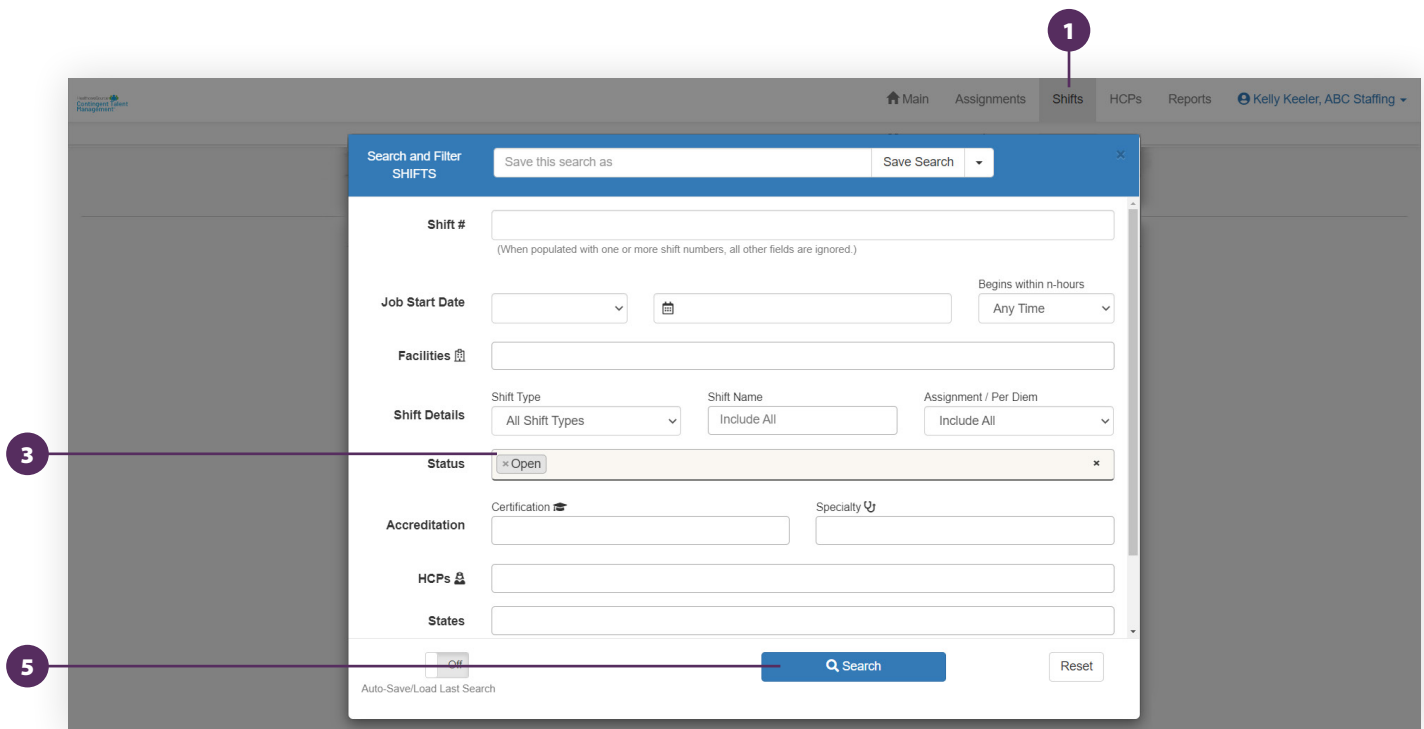 1
Contingent Talent
Management
Main Assignments Shifts HCPs Reports Kelly Keeler, ABC Staffing
Search and Filter
SHIFTS
Save this search as
Save Search
×
Shift #
(When populated with one or more shift numbers, all other fields are ignored.)
Begins within n-hours
Job Start Date
Any Time
Facilities
Shift Type Shift Name Assignment / Per Diem
Shift Details All Shift Types Include All Include All
3
Status × Open ×
Certification Specialty
Accreditation
HCPs
States
5
Off Search Reset
Auto-Save/Load Last Search